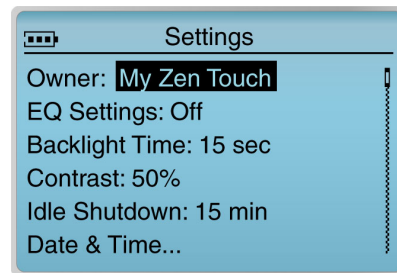 Settings
Owner: My Zen Touch
EQ Settings: Off
Backlight Time: 15 sec
Contrast: 50%
Idle Shutdown: 15 min
Date & Time...